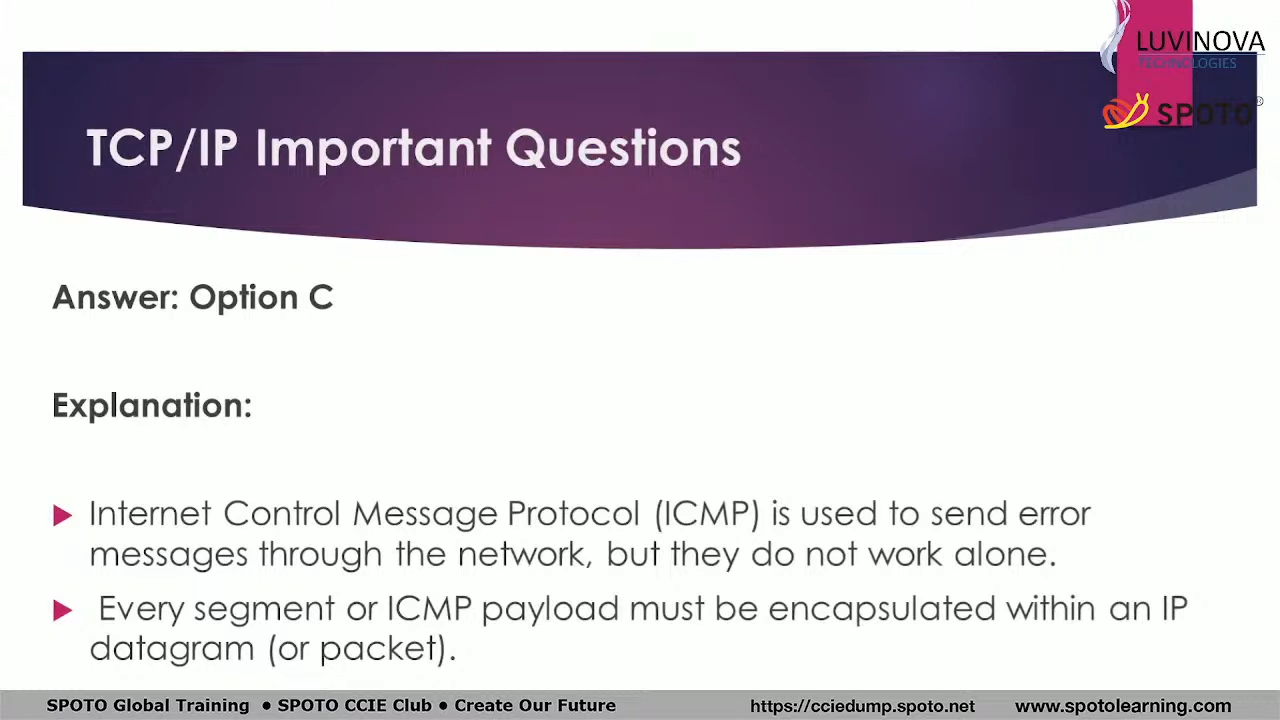 LUVINOVA
TECHNOLOGIES
SPOTO®
TCP/IP Important Questions
Answer: Option C
Explanation:
Internet Control Message Protocol (ICMP) is used to send error
messages through the network, but they do not work alone.
Every segment or ICMP payload must be encapsulated within an IP
datagram (or packet).
SPOTO Global Training ● SPOTO CCIE Club ● Create Our Future https://cciedump.spoto.net www.spotolearning.com